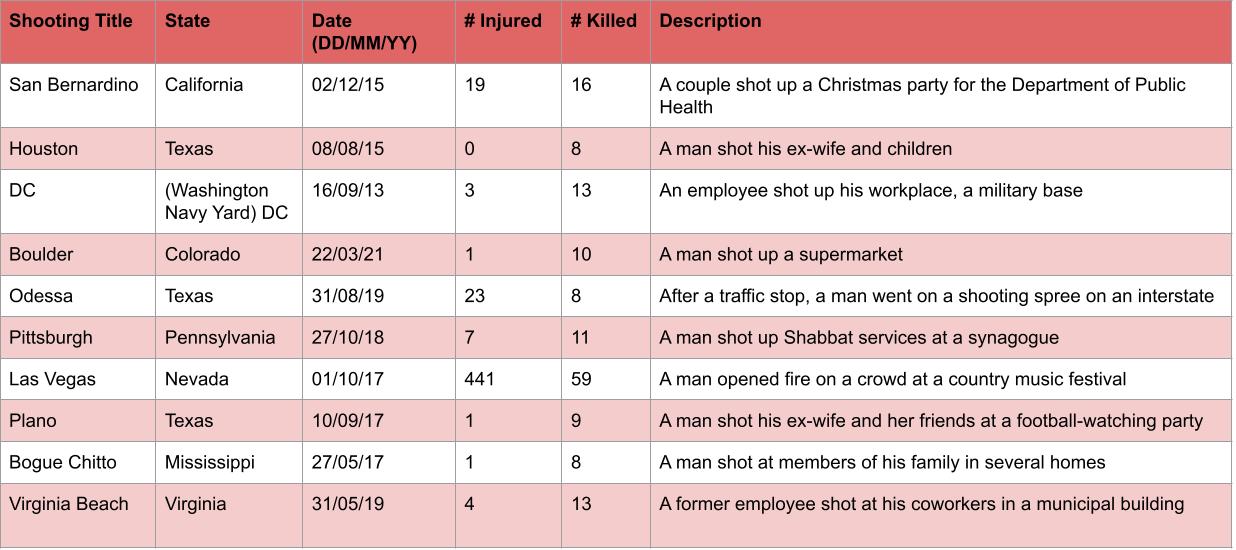 Shooting Title State Date (DD/MM/YY) # Injured # Killed Description
San Bernardino California 02/12/15 19 16 A couple shot up a Christmas party for the Department of Public
Health
Houston Texas 08/08/15 0 8 A man shot his ex-wife and children
DC (Washington Navy Yard) DC 16/09/13 3 13 An employee shot up his workplace, a military base
Boulder Colorado 22/03/21 1 10 A man shot up a supermarket
Odessa Texas 31/08/19 23 8 After a traffic stop, a man went on a shooting spree on an interstate
Pittsburgh Pennsylvania 27/10/18 7 11 A man shot up Shabbat services at a synagogue
Las Vegas Nevada 01/10/17 441 59 A man opened fire on a crowd at a country music festival
Plano Texas 10/09/17 1 9 A man shot his ex-wife and her friends at a football-watching party
Bogue Chitto Mississippi 27/05/17 1 8 A man shot at members of his family in several homes
Virginia Beach Virginia 31/05/19 4 13 A former employee shot at his coworkers in a municipal building